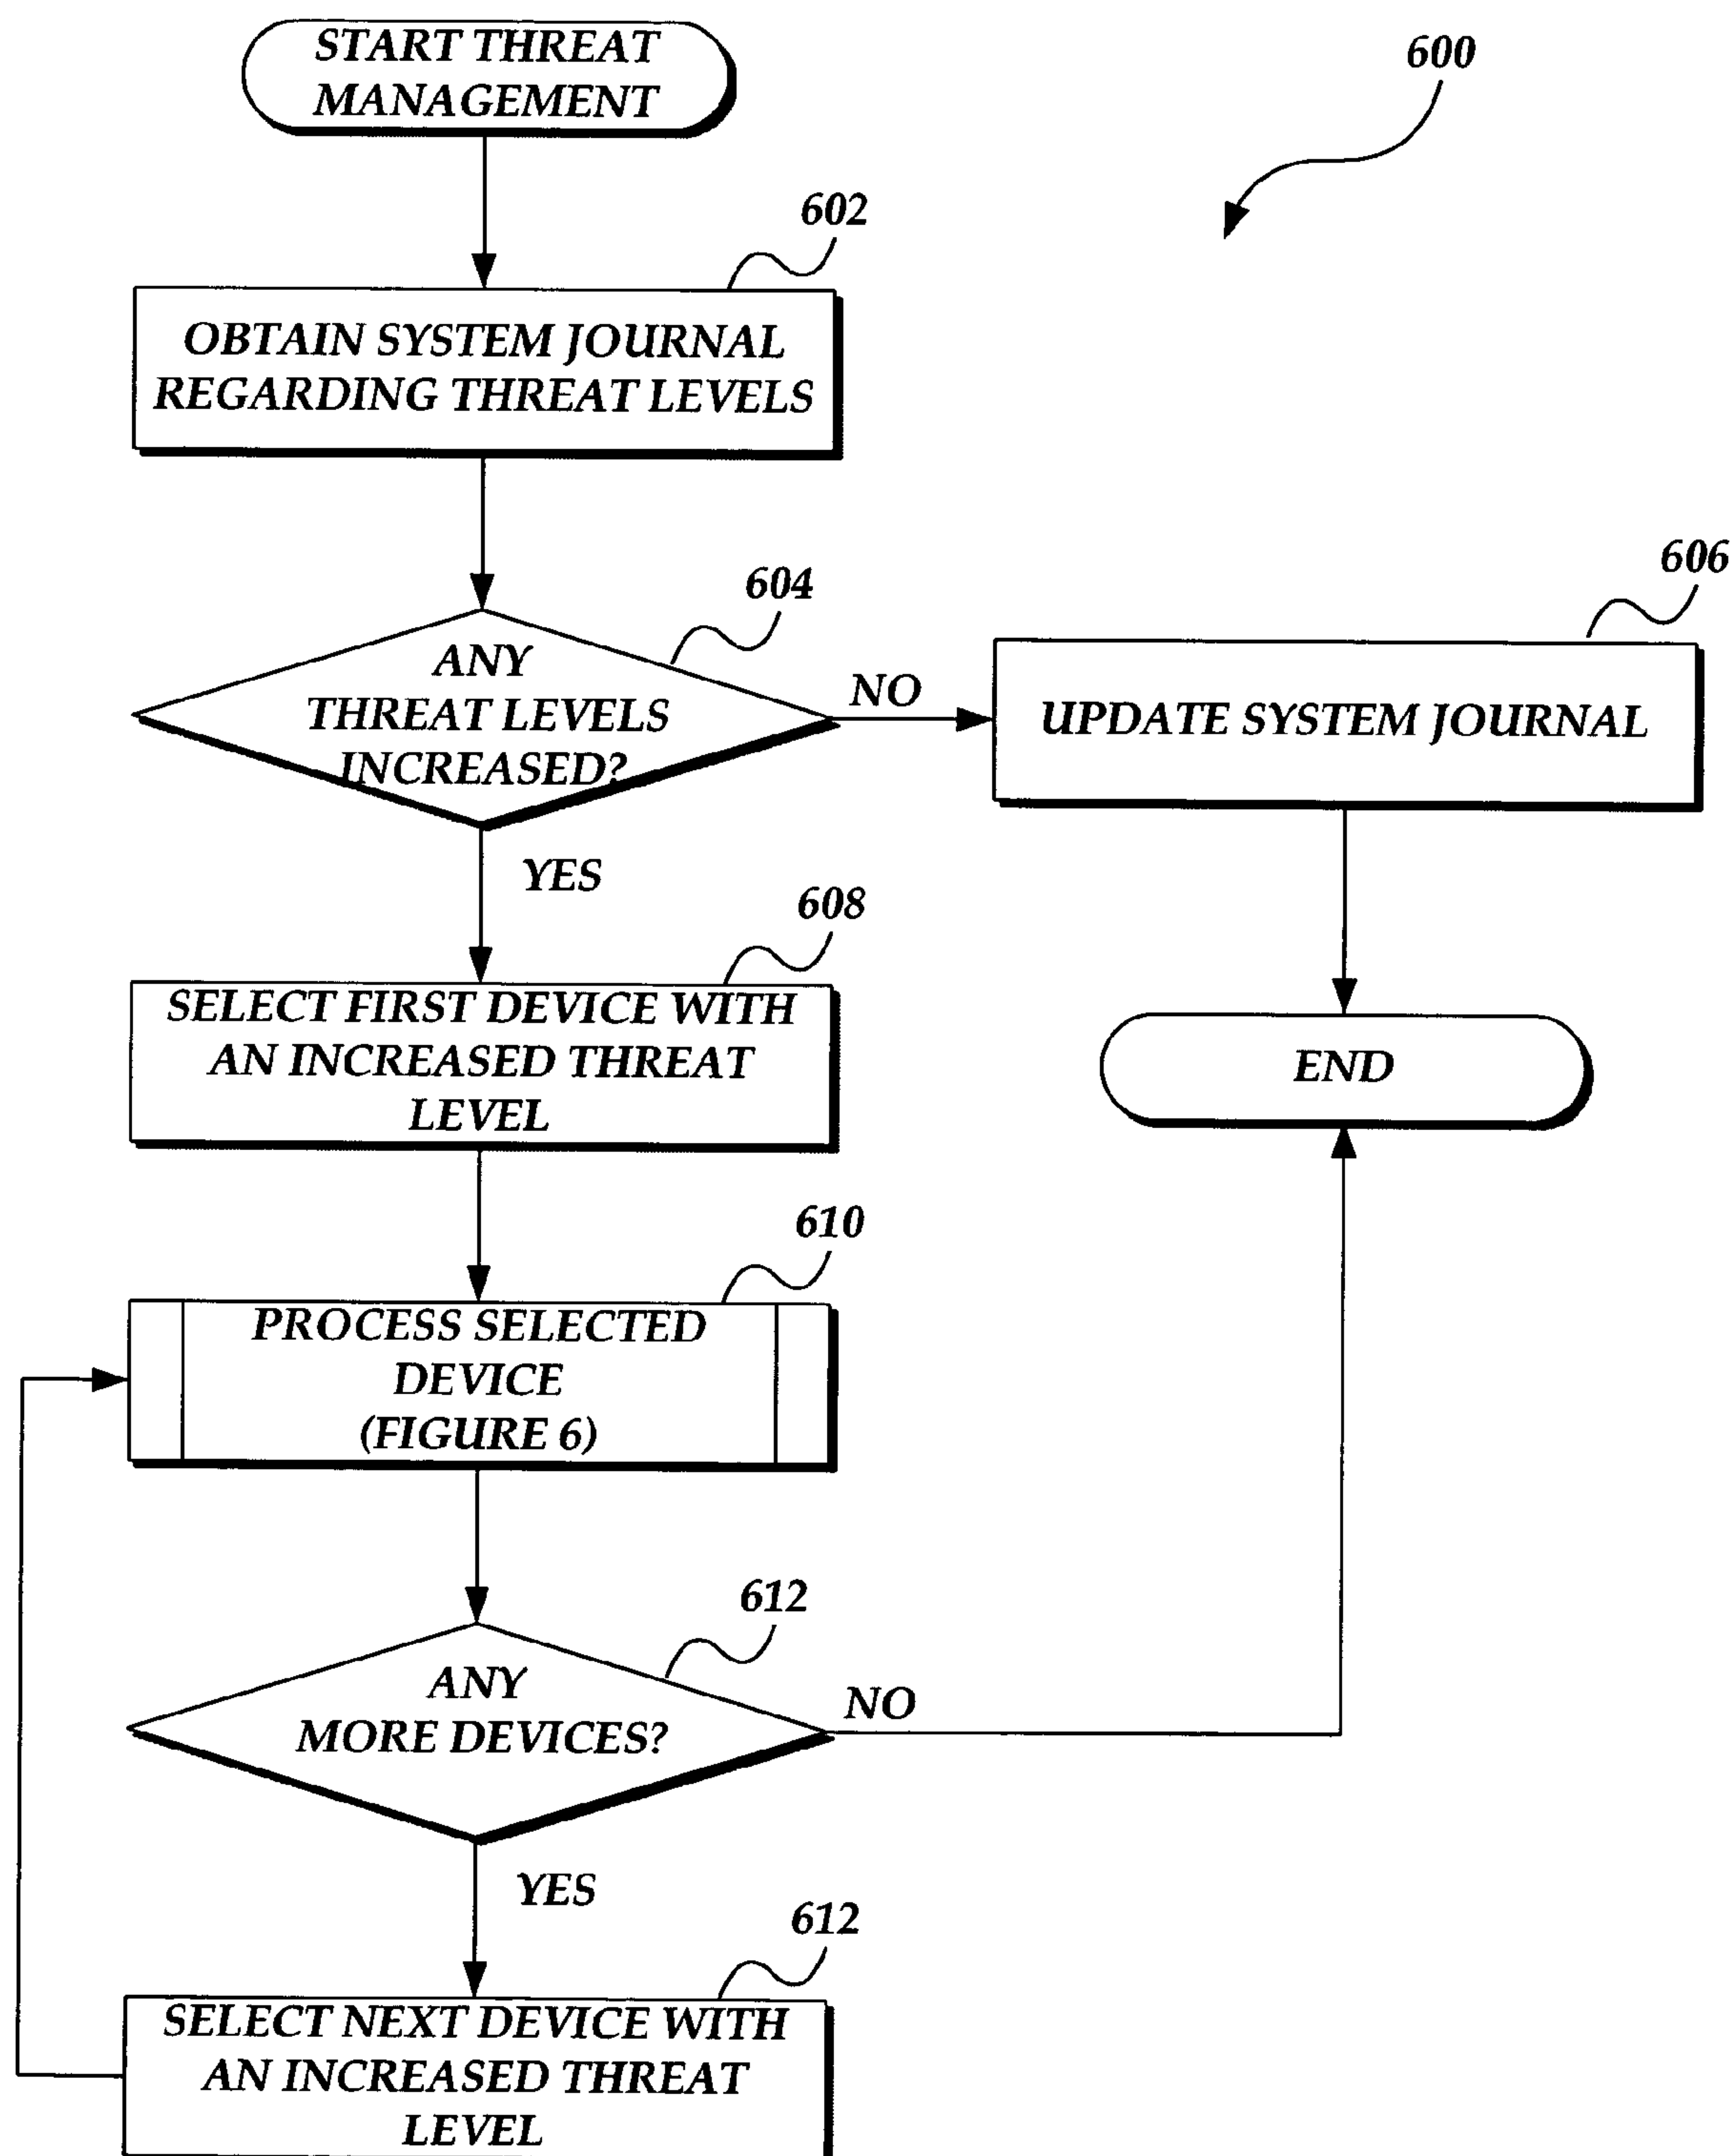 START THREAT
MANAGEMENT
600
602
OBTAIN SYSTEM JOURNAL
REGARDING THREAT LEVELS
604
606
ANY
THREAT LEVELS
INCREASED?
NO
UPDATE SYSTEM JOURNAL
YES
608
SELECT FIRST DEVICE WITH
AN INCREASED THREAT
LEVEL
END
610
PROCESS SELECTED
DEVICE
(FIGURE 6)
612
ANY
MORE DEVICES?
NO
YES
612
SELECT NEXT DEVICE WITH
AN INCREASED THREAT
LEVEL